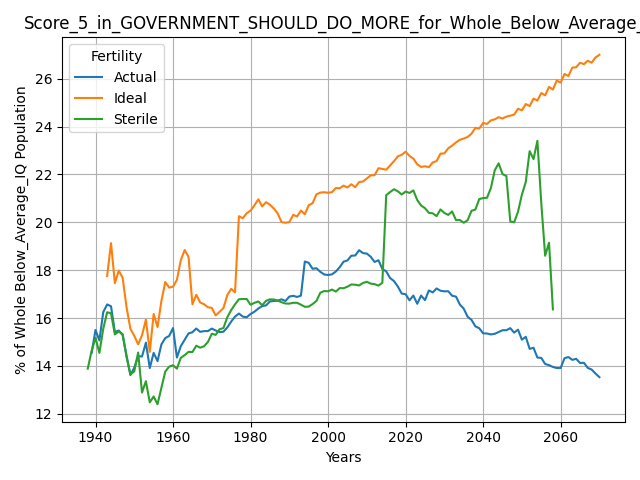 Score_5_in_GOVERNMENT_SHOULD_DO_MORE_for_Whole_Below_Average_
Fertility
Actual
Ideal
Sterile
% of Whole Below_Average_IQ Population
26
24
22
20
18
16
14
12
1940 1960 1980 2000 2020 2040 2060
Years